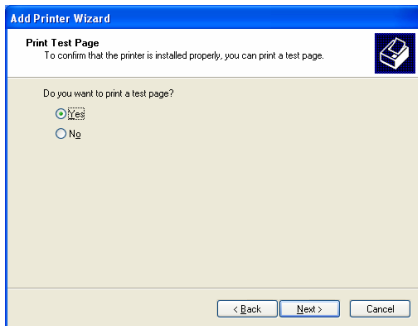 Add Printer Wizard
Print Test Page
To confirm that the printer is installed properly, you can print a test page.
Do you want to print a test page?
Yes
No
< Back
Next >
Cancel